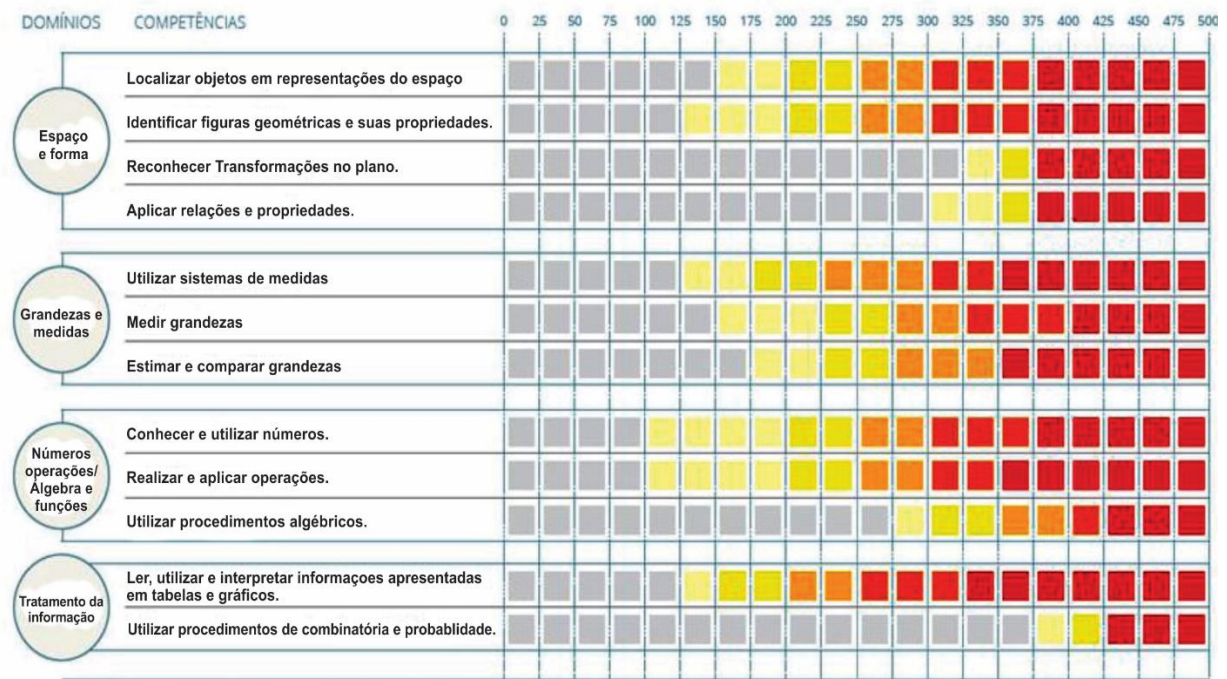 DOMÍNIOS COMPETÊNCIAS 0 25 50 75 100 125 150 175 200 225 250 275 300 325 350 375 400 425 450 475 500
Espaço
e forma
Localizar objetos em representações do espaço
Identificar figuras geométricas e suas propriedades.
Reconhecer Transformações no plano.
Aplicar relações e propriedades.
Grandezas e
medidas
Utilizar sistemas de medidas
Medir grandezas
Estimar e comparar grandezas
Números
operações/
Álgebra e
funções
Conhecer e utilizar números.
Realizar e aplicar operações.
Utilizar procedimentos algébricos.
Tratamento da
informação
Ler, utilizar e interpretar informaçoes apresentadas
em tabelas e gráficos.
Utilizar procedimentos de combinatória e probablidade.